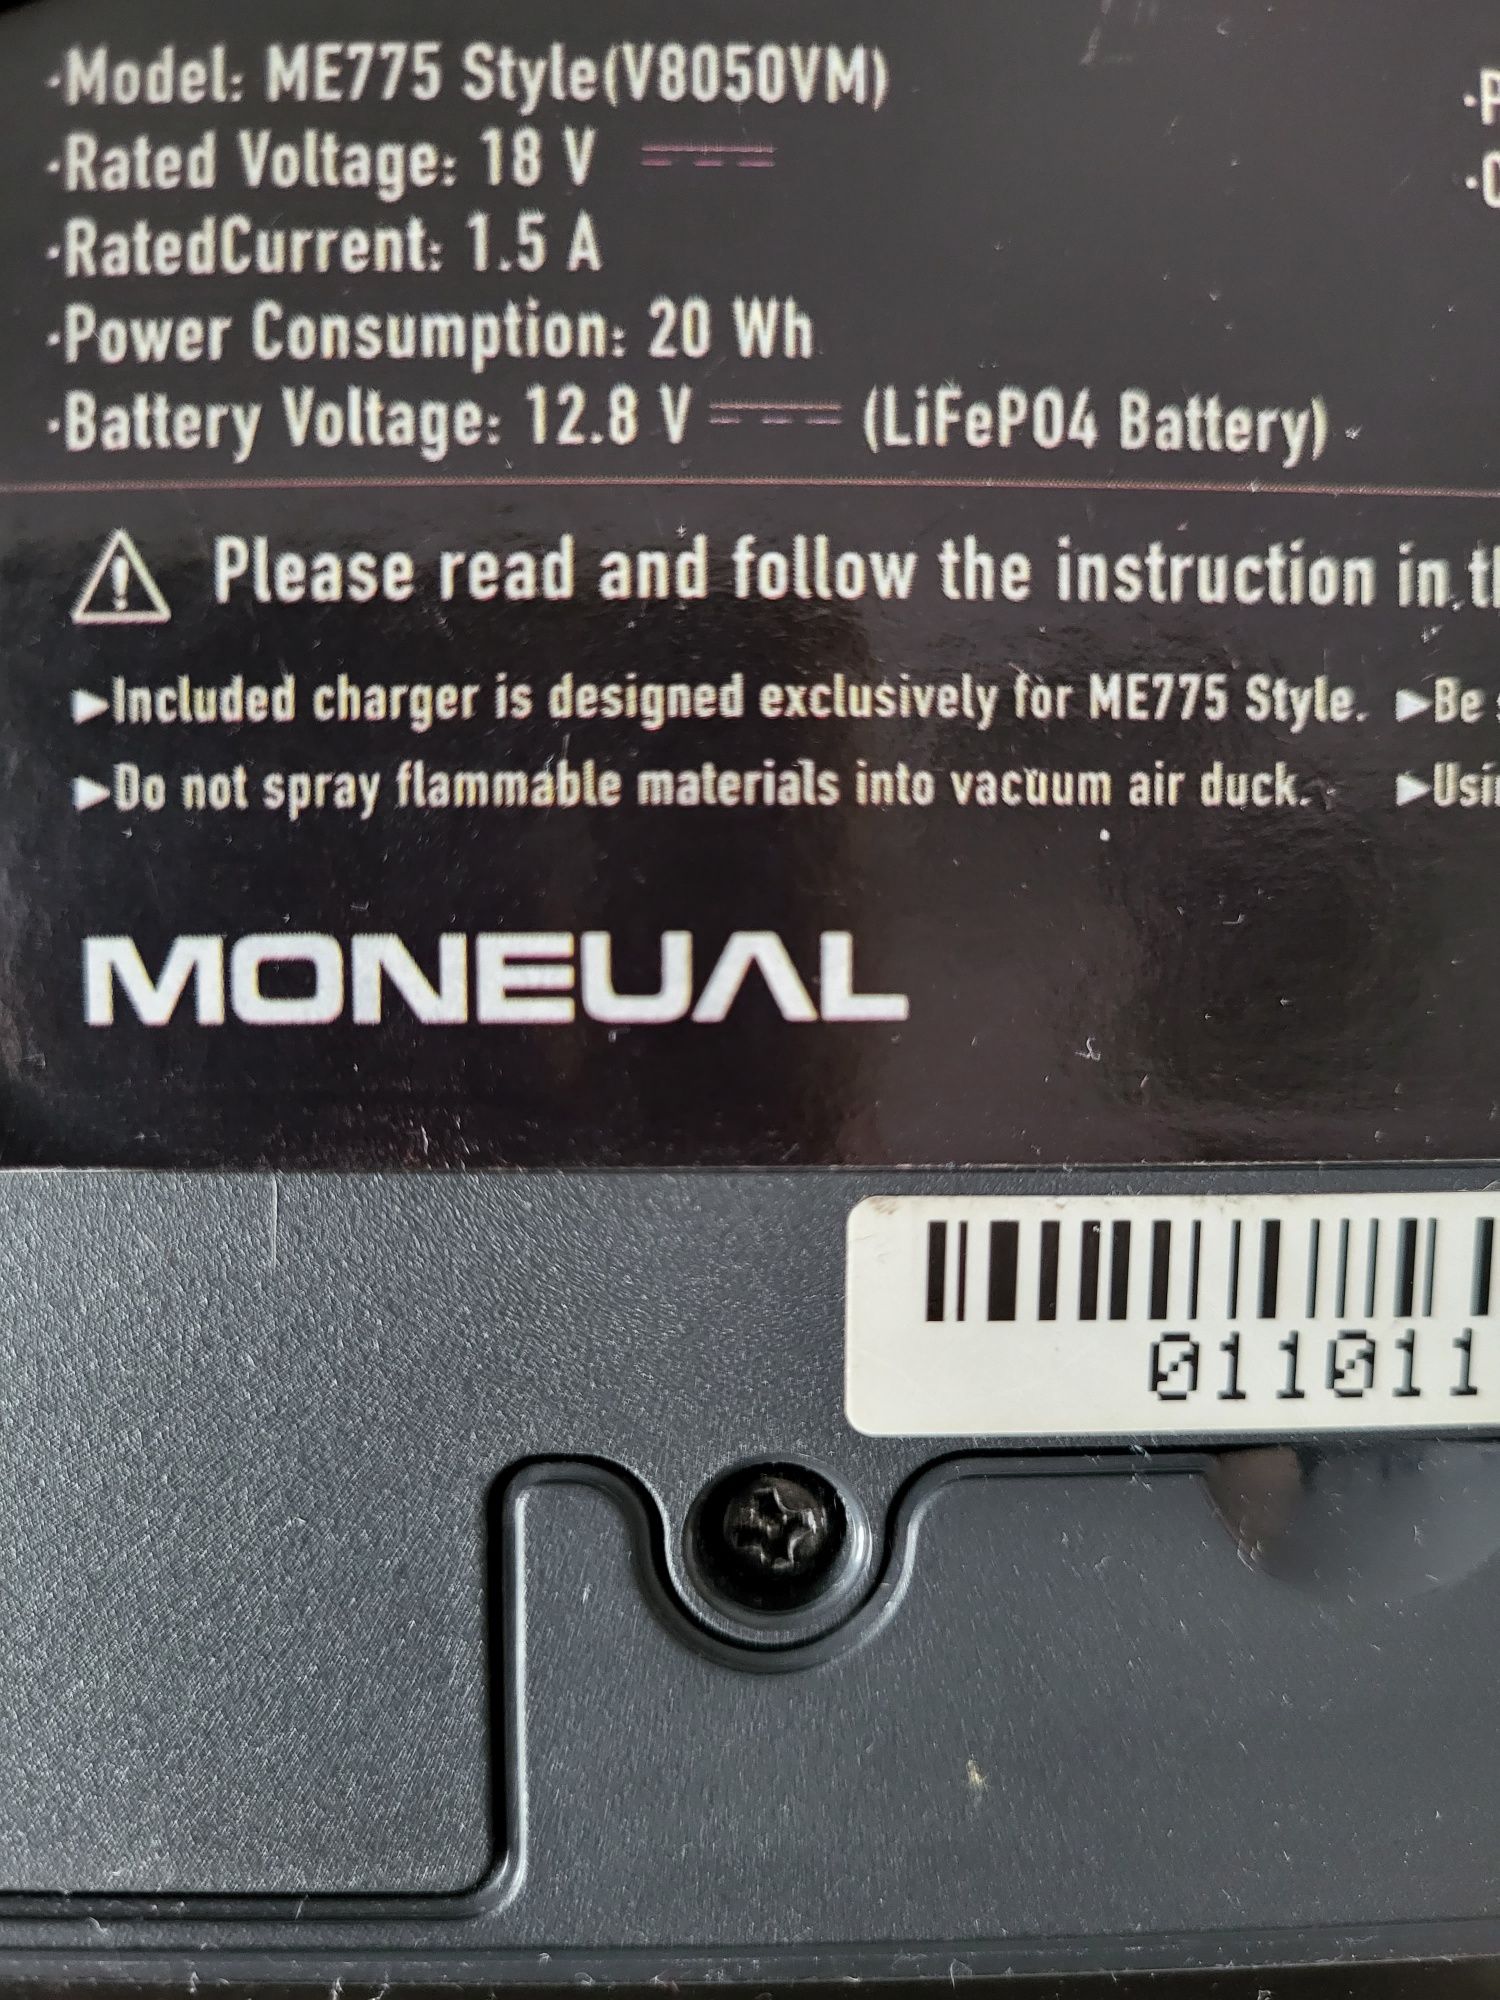 ·Model: ME775 Style(V8050VM)
·Rated Voltage: 18 V
·RatedCurrent: 1.5 A
·Power Consumption: 20 Wh
·Battery Voltage: 12.8 V (LiFePO4 Battery)
Please read and follow the instruction in
▶Included charger is designed exclusively for ME775 Style. ▶Be
▶Do not spray flammable materials into vacuum air duck. ▶
MONEUAL
011011